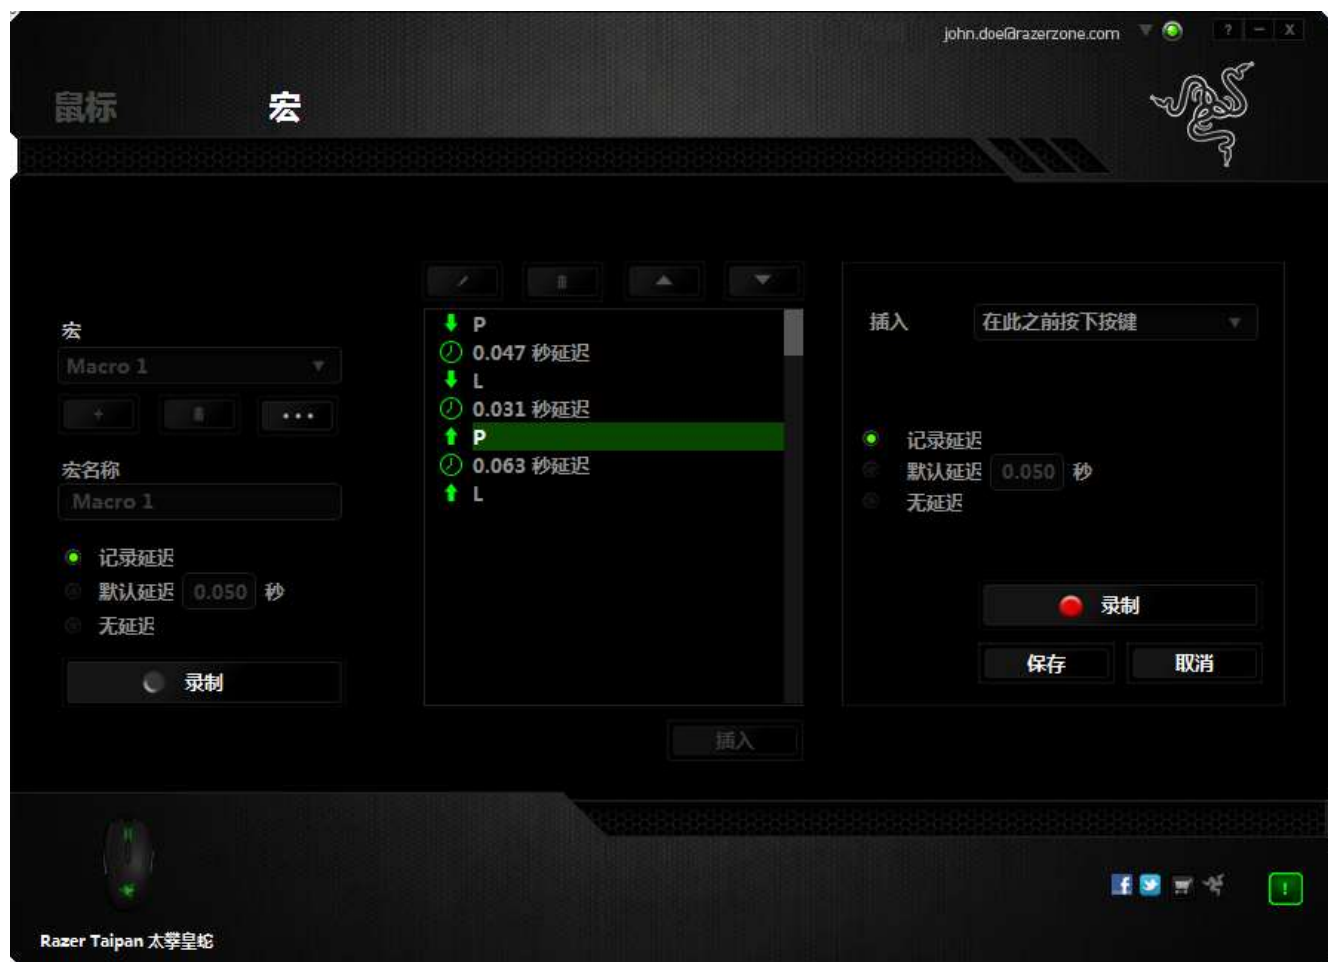 john.doe@razerzone.com
? – X
鼠标 宏
宏
Macro 1
+
...
宏名称
Macro 1
记录延迟
默认延迟 0.050 秒
无延迟
录制
P
0.047 秒延迟
L
0.031 秒延迟
P
0.063 秒延迟
L
插入
插入 在此之前按下按键
记录延迟
默认延迟 0.050 秒
无延迟
录制
保存 取消
f
!
Razer Taipan 太攀皇蛇